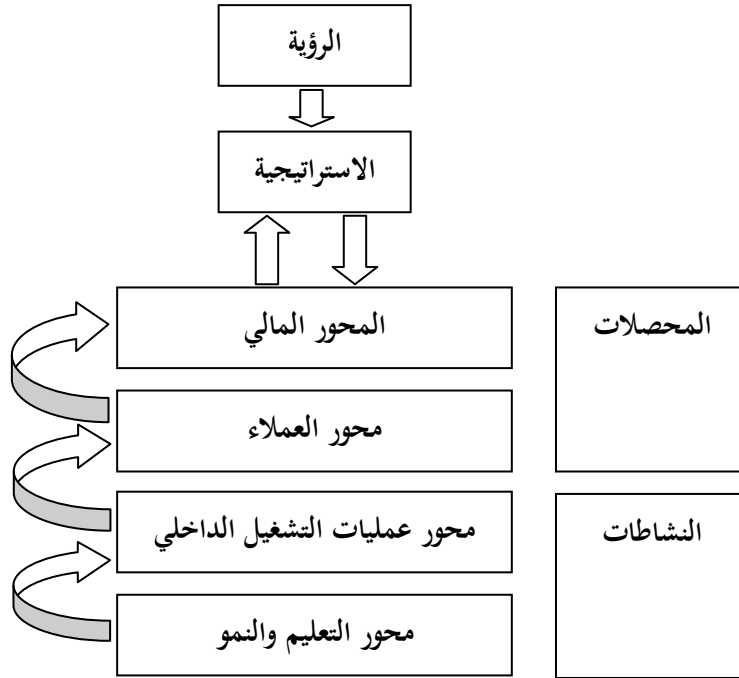 الرؤية
الاستراتيجية
المحور المالي
المحصلات
محور العملاء
محور عمليات التشغيل الداخلي
النشاطات
محور التعليم والنمو